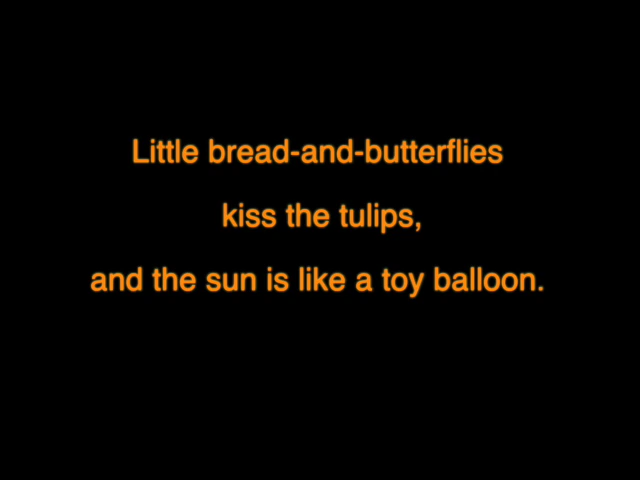 Little bread-and-butterflies
kiss the tulips,
and the sun is like a toy balloon.